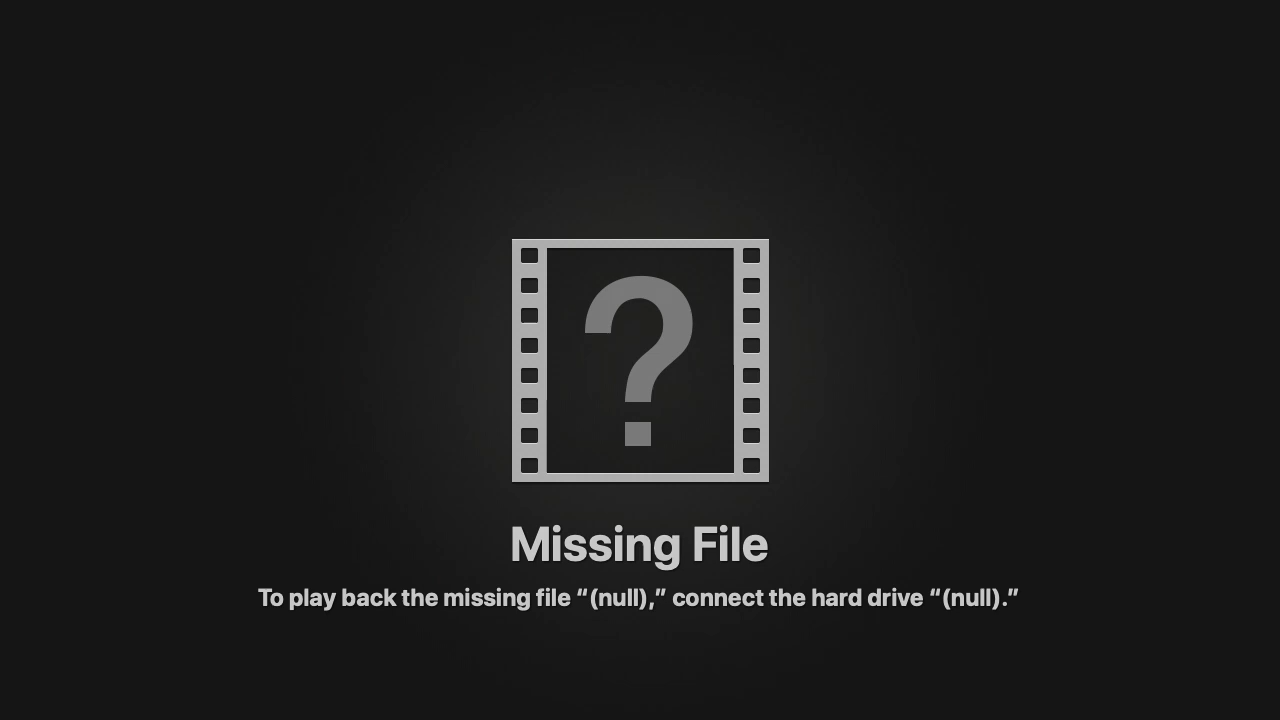 ?
Missing File
To play back the missing file “(null),” connect the hard drive “(null).”